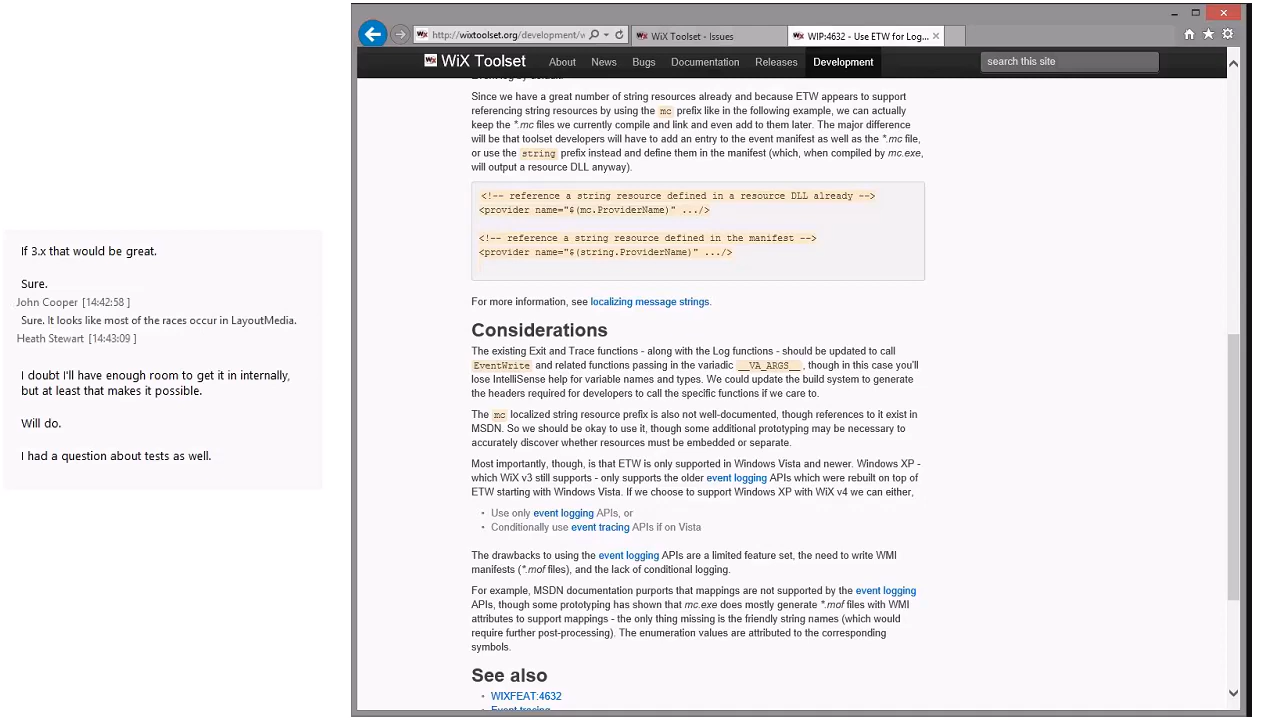 If 3.x that would be great.
Sure.
John Cooper [14:42:58 ]
Sure. It looks like most of the races occur in LayoutMedia.
Heath Stewart [14:43:09 ]
I doubt I'll have enough room to get it in internally,
but at least that makes it possible.
Will do.
I had a question about tests as well.
http://wixtoolset.org/development/w
WiX Toolset - Issues
WIP:4632 - Use ETW for Log...
WiX Toolset
About News Bugs Documentation Releases Development
search this site
Since we have a great number of string resources already and because ETW appears to support
referencing string resources by using the mc prefix like in the following example, we can actually
keep the *.mc files we currently compile and link and even add to them later. The major difference
will be that toolset developers will have to add an entry to the event manifest as well as the *.mc file,
or use the string prefix instead and define them in the manifest (which, when compiled by mc.exe,
will output a resource DLL anyway).
<!-- reference a string resource defined in a resource DLL already -->
<provider name="$(mc.ProviderName)" .../>
<!-- reference a string resource defined in the manifest -->
<provider name="$(string.ProviderName)" .../>
For more information, see localizing message strings.
Considerations
The existing Exit and Trace functions - along with the Log functions - should be updated to call
EventWrite and related functions passing in the variadic __VA_ARGS__, though in this case you'll
lose IntelliSense help for variable names and types. We could update the build system to generate
the headers required for developers to call the specific functions if we care to.
The mc localized string resource prefix is also not well-documented, though references to it exist in
MSDN. So we should be okay to use it, though some additional prototyping may be necessary to
accurately discover whether resources must be embedded or separate.
Most importantly, though, is that ETW is only supported in Windows Vista and newer. Windows XP -
which WiX v3 still supports - only supports the older event logging APIs which were rebuilt on top of
ETW starting with Windows Vista. If we choose to support Windows XP with WiX v4 we can either,
• Use only event logging APIs, or
• Conditionally use event tracing APIs if on Vista
The drawbacks to using the event logging APIs are a limited feature set, the need to write WMI
manifests (*.mof files), and the lack of conditional logging.
For example, MSDN documentation purports that mappings are not supported by the event logging
APIs, though some prototyping has shown that mc.exe does mostly generate *.mof files with WMI
attributes to support mappings - the only thing missing is the friendly string names (which would
require further post-processing). The enumeration values are attributed to the corresponding
symbols.
See also
• WIXFEAT:4632
• Event tracing